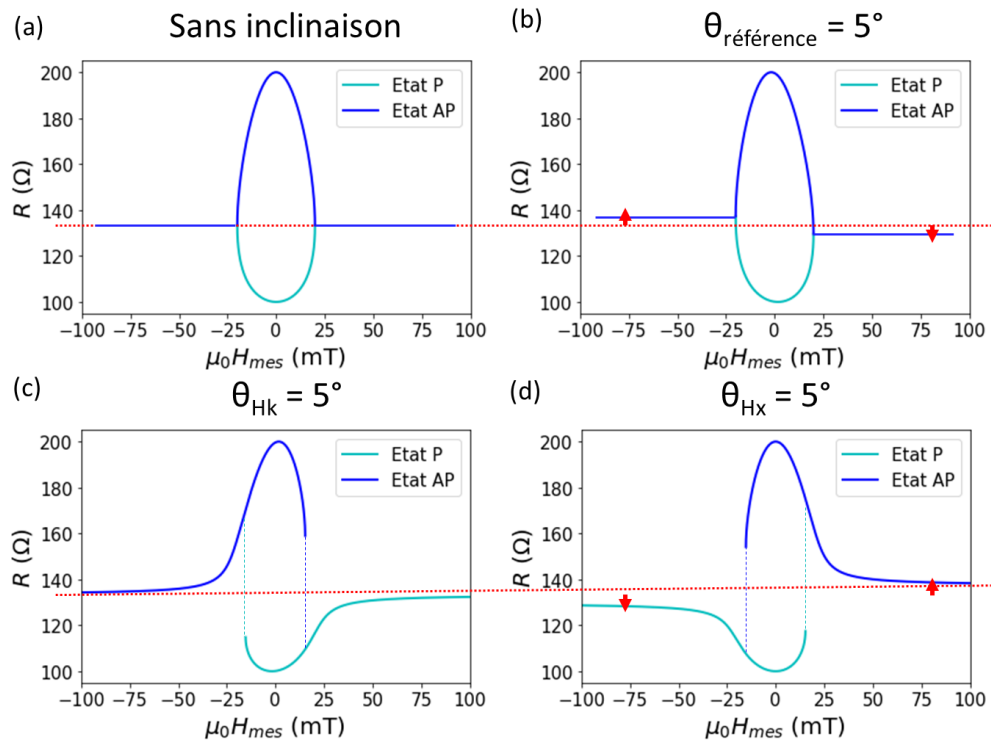 (a) Sans inclinaison
(b) θréférence = 5°
200
180
160
140
120
100
R (Ω)
Etat P
Etat AP
−100 −75 −50 −25 0 25 50 75 100
μ₀Hmes (mT)
200
180
160
140
120
100
R (Ω)
Etat P
Etat AP
−100 −75 −50 −25 0 25 50 75 100
μ₀Hmes (mT)
(c) θHk = 5°
(d) θHx = 5°
200
180
160
140
120
100
R (Ω)
Etat P
Etat AP
−100 −75 −50 −25 0 25 50 75 100
μ₀Hmes (mT)
200
180
160
140
120
100
R (Ω)
Etat P
Etat AP
−100 −75 −50 −25 0 25 50 75 100
μ₀Hmes (mT)